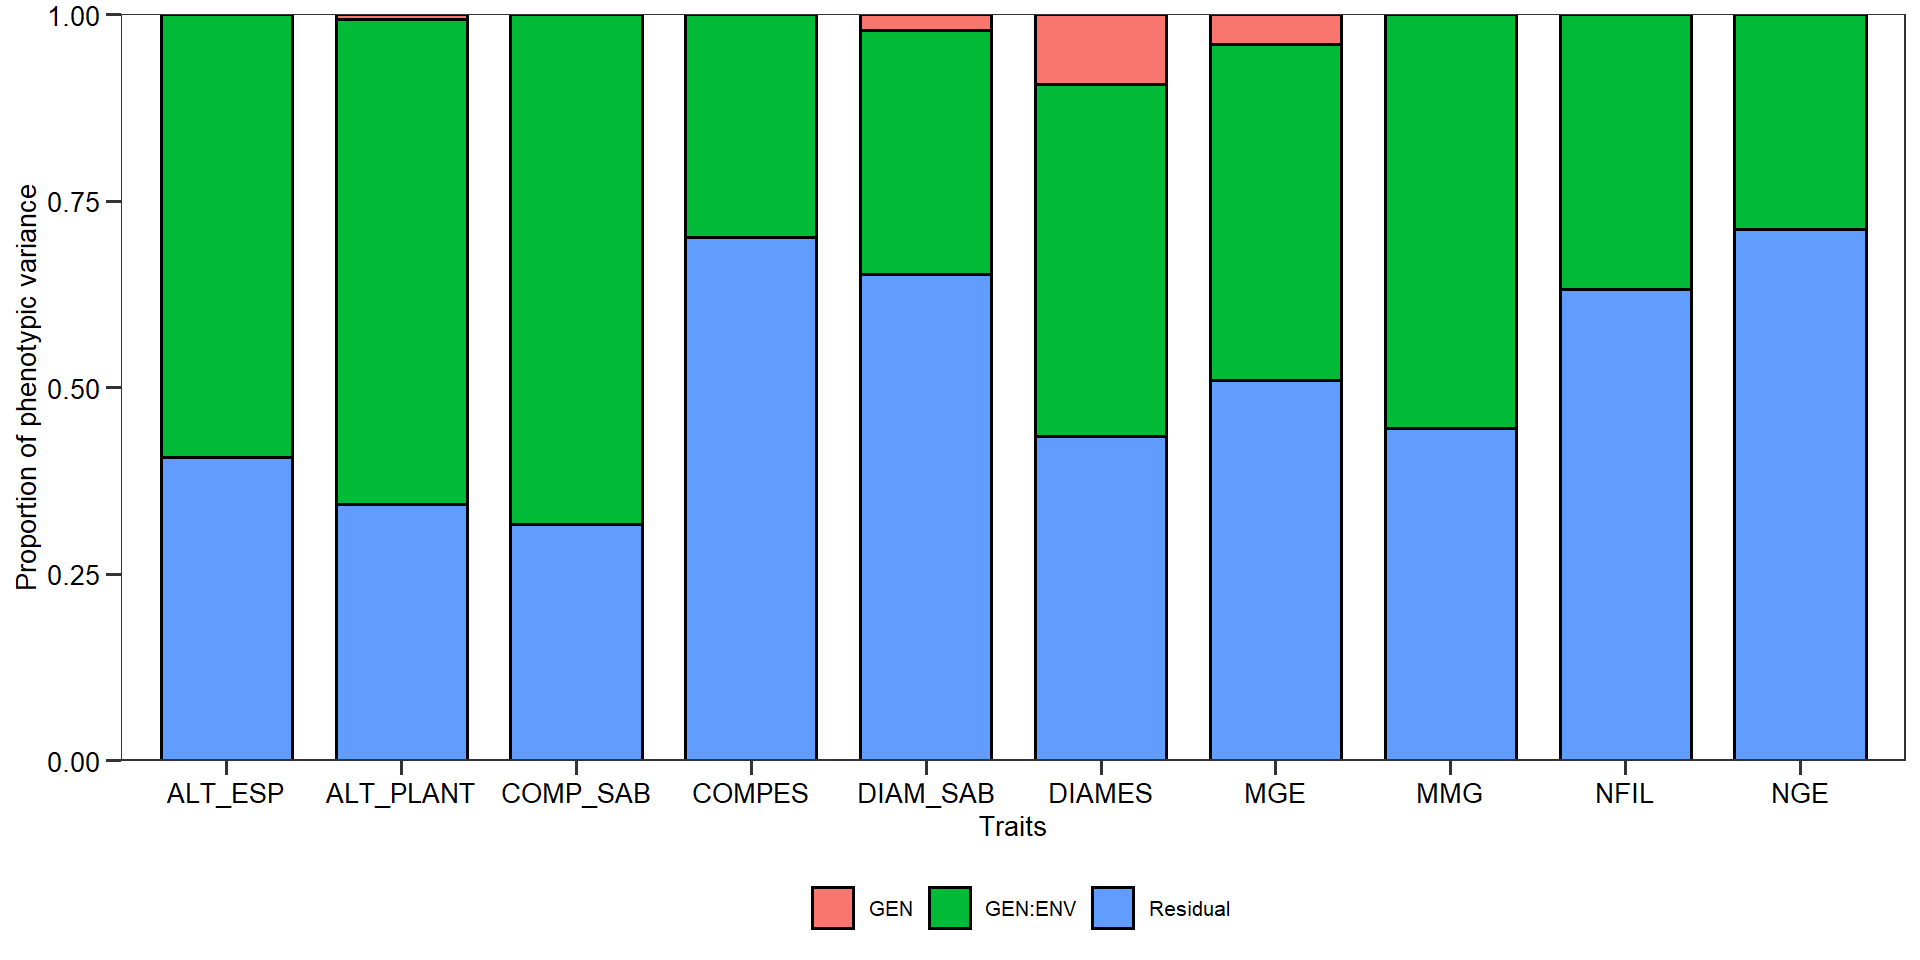 Proportion of phenotypic variance
1.00
0.75
0.50
0.25
0.00
ALT_ESP ALT_PLANT COMP_SAB COMPES DIAM_SAB DIAMES MGE MMG NFIL NGE
Traits
GEN GEN:ENV Residual